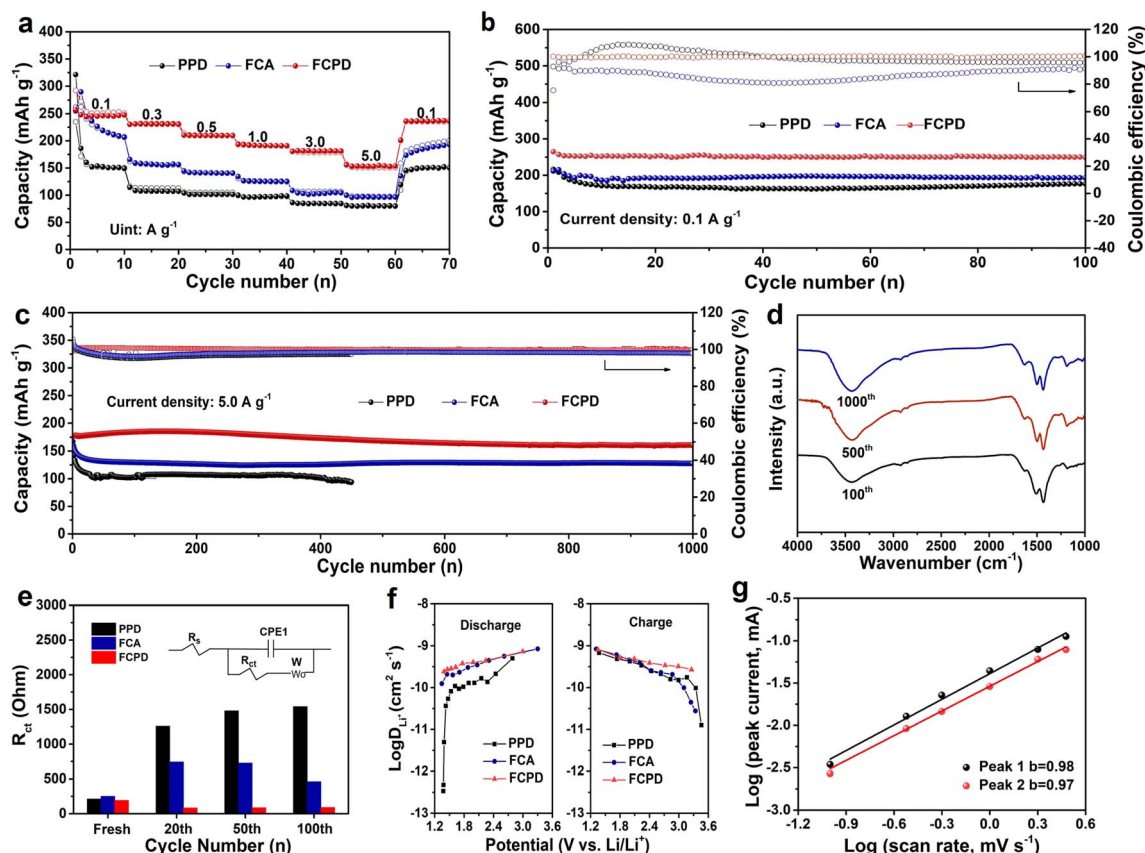 a
Capacity (mAh g⁻¹)
400
350
300
250
200
150
100
50
0
PPD FCA FCPD
0.1 0.3 0.5 1.0 3.0 5.0 0.1
Uint: A g⁻¹
0 10 20 30 40 50 60 70
Cycle number (n)
b
Capacity (mAh g⁻¹)
600
500
400
300
200
100
0
PPD FCA FCPD
Current density: 0.1 A g⁻¹
0 20 40 60 80 100
Cycle number (n)
120
100
80
60
40
20
0
-20
-40
Coulombic efficiency (%)
c
Capacity (mAh g⁻¹)
400
350
300
250
200
150
100
50
0
Current density: 5.0 A g⁻¹
PPD FCA FCPD
0 200 400 600 800 1000
Cycle number (n)
120
100
80
60
40
20
0
Coulombic efficiency (%)
d
Intensity (a.u.)
1000th
500th
100th
4000 3500 3000 2500 2000 1500 1000
Wavenumber (cm⁻¹)
e
Rct (Ohm)
3000
2500
2000
1500
1000
500
0
PPD
FCA
FCPD
Rs CPE1
Rct W
Wo
Fresh 20th 50th 100th
Cycle Number (n)
f
LogDLi⁺ (cm² s⁻¹)
-8
-9
-10
-11
-12
-13
Discharge
PPD
FCA
FCPD
1.2 1.8 2.4 3.0 3.6
-8
-9
-10
-11
-12
-13
Charge
PPD
FCA
FCPD
1.2 1.8 2.4 3.0 3.6
Potential (V vs. Li/Li⁺)
g
Log (peak current, mA)
-0.5
-1.0
-1.5
-2.0
-2.5
-3.0
Peak 1 b=0.98
Peak 2 b=0.97
-1.2 -0.9 -0.6 -0.3 0.0 0.3 0.6
Log (scan rate, mV s⁻¹)